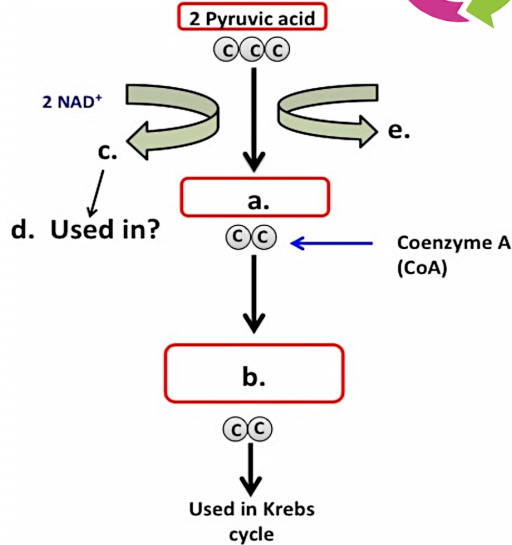 2 Pyruvic acid
C C C
2 NAD⁺
e.
c.
a.
d. Used in?
C C
Coenzyme A
(CoA)
b.
C C
Used in Krebs
cycle